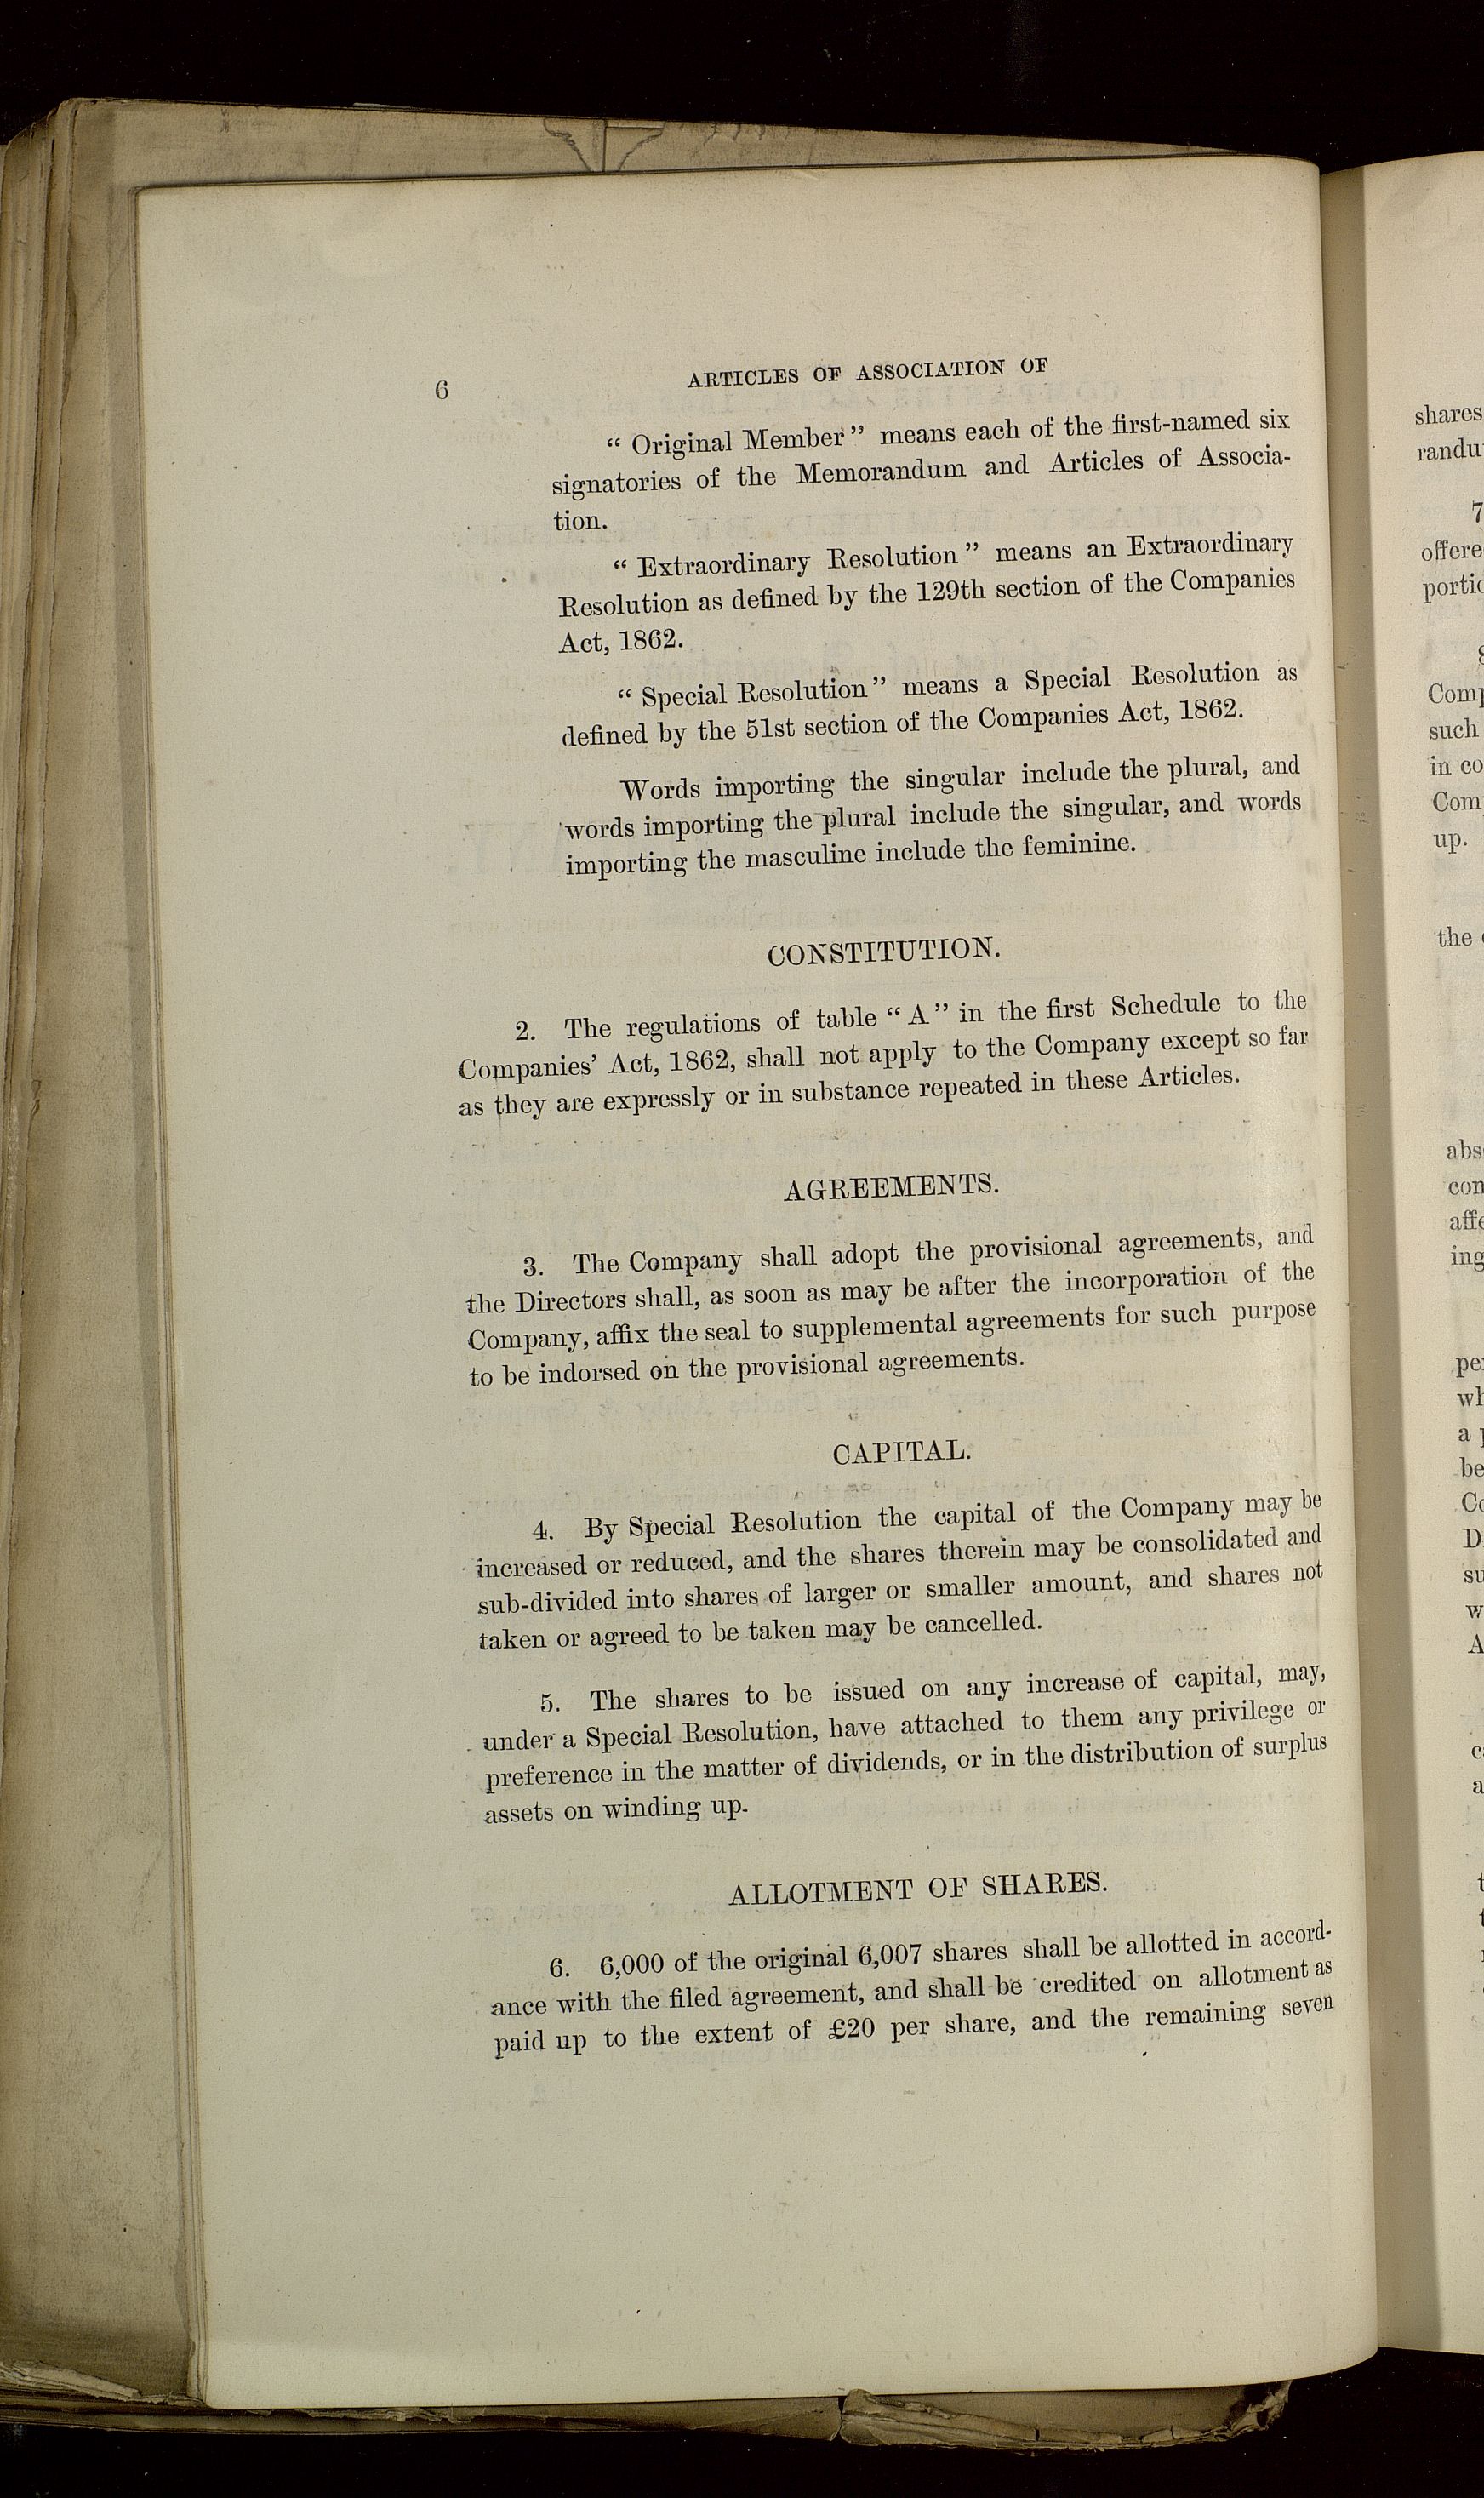 6
ARTICLES OF ASSOCIATION OF
“ Original Member” means each of the first-named six
signatories of the Memorandum and Articles of Associa-
tion.
“ Extraordinary Resolution” means an Extraordinary
Resolution as defined by the 129th section of the Companies
Act, 1862.
“ Special Resolution” means a Special Resolution as
defined by the 51st section of the Companies Act, 1862.
Words importing the singular include the plural, and
words importing the plural include the singular, and words
importing the masculine include the feminine.
CONSTITUTION.
2. The regulations of table “ A ” in the first Schedule to the
Companies’ Act, 1862, shall not apply to the Company except so far
as they are expressly or in substance repeated in these Articles.
AGREEMENTS.
3. The Company shall adopt the provisional agreements, and
the Directors shall, as soon as may be after the incorporation of the
Company, affix the seal to supplemental agreements for such purpose
to be indorsed on the provisional agreements.
CAPITAL.
4. By Special Resolution the capital of the Company may be
increased or reduced, and the shares therein may be consolidated and
sub-divided into shares of larger or smaller amount, and shares not
taken or agreed to be taken may be cancelled.
5. The shares to be issued on any increase of capital, may,
under a Special Resolution, have attached to them any privilege or
preference in the matter of dividends, or in the distribution of surplus
assets on winding up.
ALLOTMENT OF SHARES.
6. 6,000 of the original 6,007 shares shall be allotted in accord-
ance with the filed agreement, and shall be credited on allotment as
paid up to the extent of £20 per share, and the remaining seven
shares
7
such
in co
up.
the